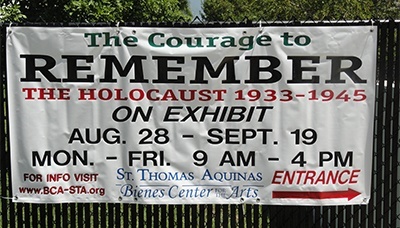 The Courage to
REMEMBER
THE HOLOCAUST 1933-1945
ON EXHIBIT
AUG. 28 - SEPT. 19
MON. - FRI. 9 AM - 4 PM
FOR INFO VISIT
www.BCA-STA.org
ST. THOMAS AQUINAS
Bienes Center FOR THE Arts
ENTRANCE